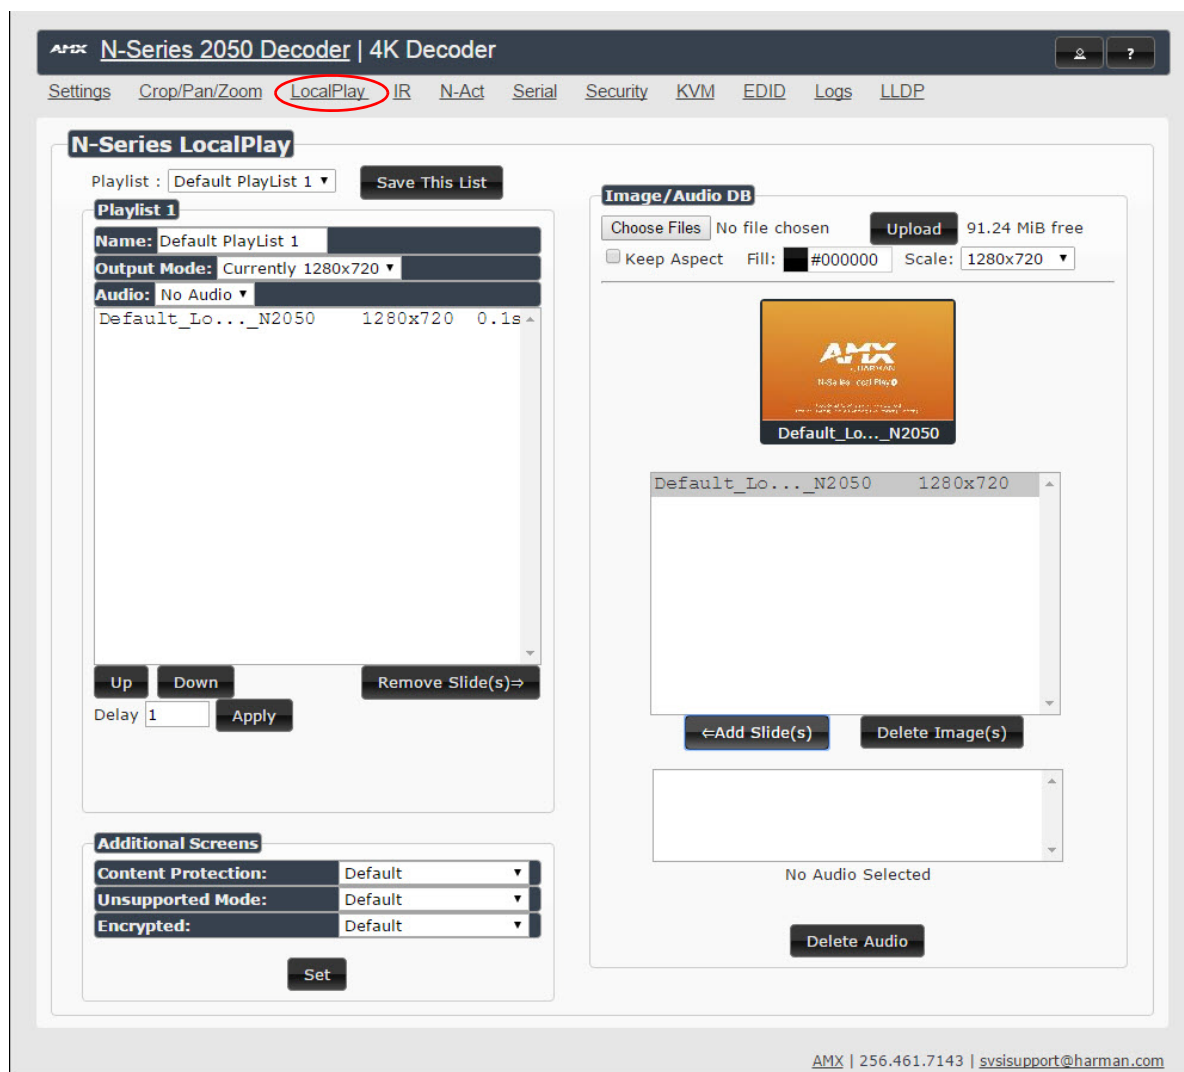 AMX N-Series 2050 Decoder | 4K Decoder
?
Settings Crop/Pan/Zoom LocalPlay IR N-Act Serial Security KVM EDID Logs LLDP
N-Series LocalPlay
Playlist : Default PlayList 1 Save This List
Playlist 1
Name: Default PlayList 1
Output Mode: Currently 1280x720
Audio: No Audio
Default_Lo..._N2050 1280x720 0.1s
Up Down Remove Slide(s)⇒
Delay 1 Apply
Additional Screens
Content Protection: Default
Unsupported Mode: Default
Encrypted: Default
Set
Image/Audio DB
Choose Files No file chosen Upload 91.24 MiB free
Keep Aspect Fill: #000000 Scale: 1280x720
AMX
Default_Lo..._N2050
Default_Lo..._N2050 1280x720
⇐Add Slide(s) Delete Image(s)
No Audio Selected
Delete Audio
AMX | 256.461.7143 | svsisupport@harman.com